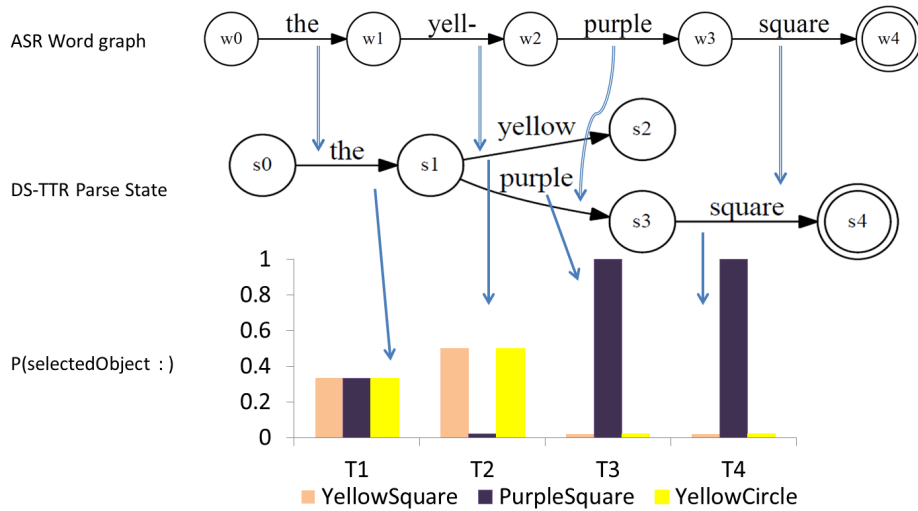 ASR Word graph
w0 the w1 yell- w2 purple w3 square w4
DS-TTR Parse State
s0 the s1 yellow s2
purple s3 square s4
P(selectedObject : )
1
0.8
0.6
0.4
0.2
0
T1 T2 T3 T4
YellowSquare PurpleSquare YellowCircle